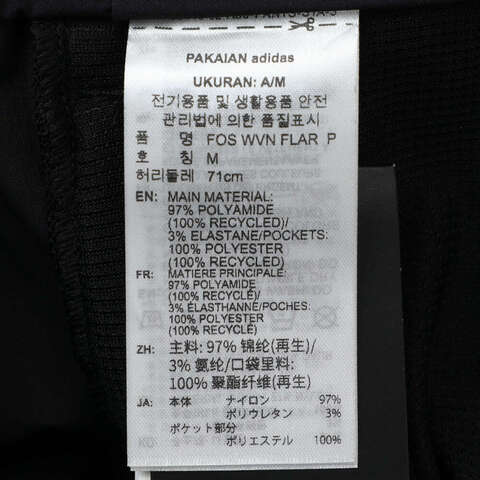 PAKAIAN adidas
UKURAN: A/M
전기용품 및 생활용품 안전
관리법에 의한 품질표시
품 명 FOS WVN FLAR P
호 칭 M
허리둘레 71cm
EN: MAIN MATERIAL:
97% POLYAMIDE
(100% RECYCLED)/
3% ELASTANE/POCKETS:
100% POLYESTER
(100% RECYCLED)
FR: MATIERE PRINCIPALE:
97% POLYAMIDE
(100% RECYCLÉ)/
3% ÉLASTHANNE/POCHES:
100% POLYESTER
(100% RECYCLÉ)
ZH: 主料: 97% 锦纶(再生)/
3% 氨纶/口袋里料:
100% 聚酯纤维(再生)
JA: 本体 ナイロン 97%
ポリウレタン 3%
ポケット部分
ポリエステル 100%